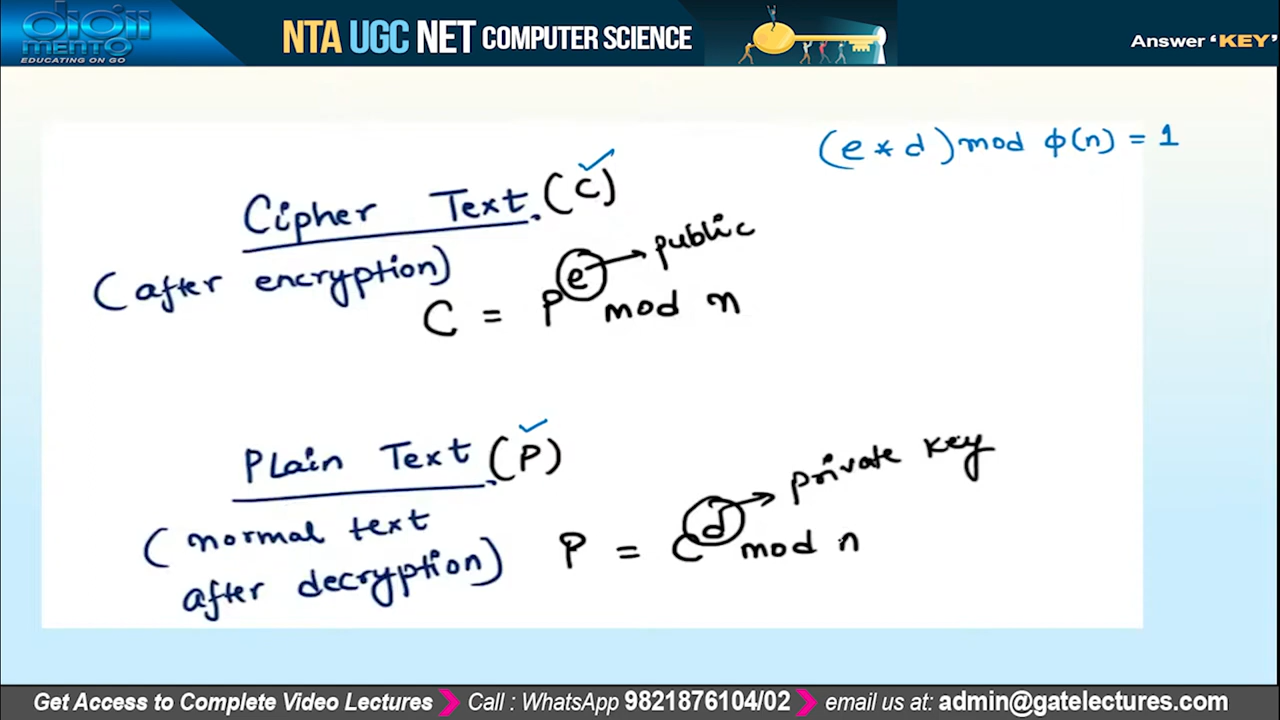 didji
MENTO
EDUCATING ON GO
NTA UGC NET COMPUTER SCIENCE
Answer ‘KEY’
(e * d) mod φ(n) = 1
Cipher Text. (C)
(after encryption)
C = P^e mod n
public
Plain Text. (P)
(normal text
after decryption)
P = C^d mod n
private key
Get Access to Complete Video Lectures
Call : WhatsApp 9821876104/02
email us at: admin@gatelectures.com